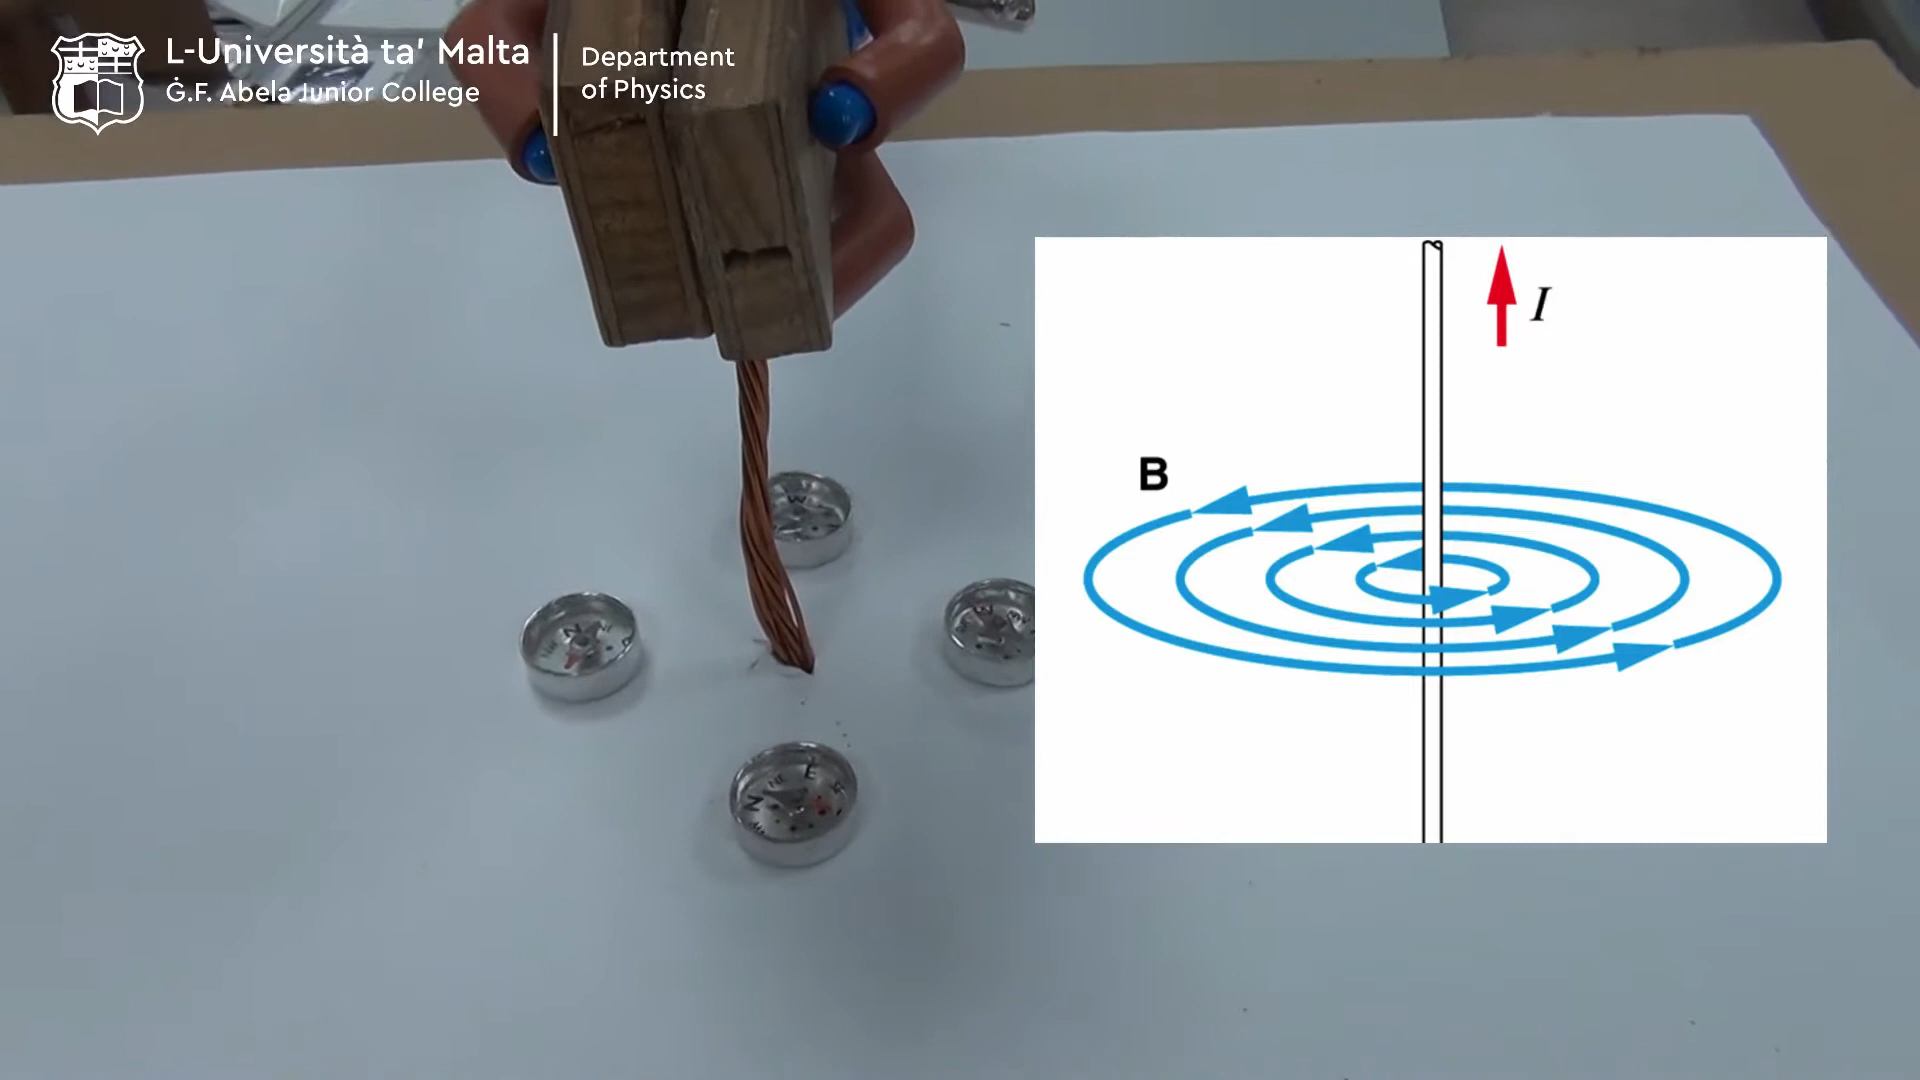 L-Università ta' Malta
Ġ.F. Abela Junior College
Department
of Physics
I
B
W
N
E
N
E